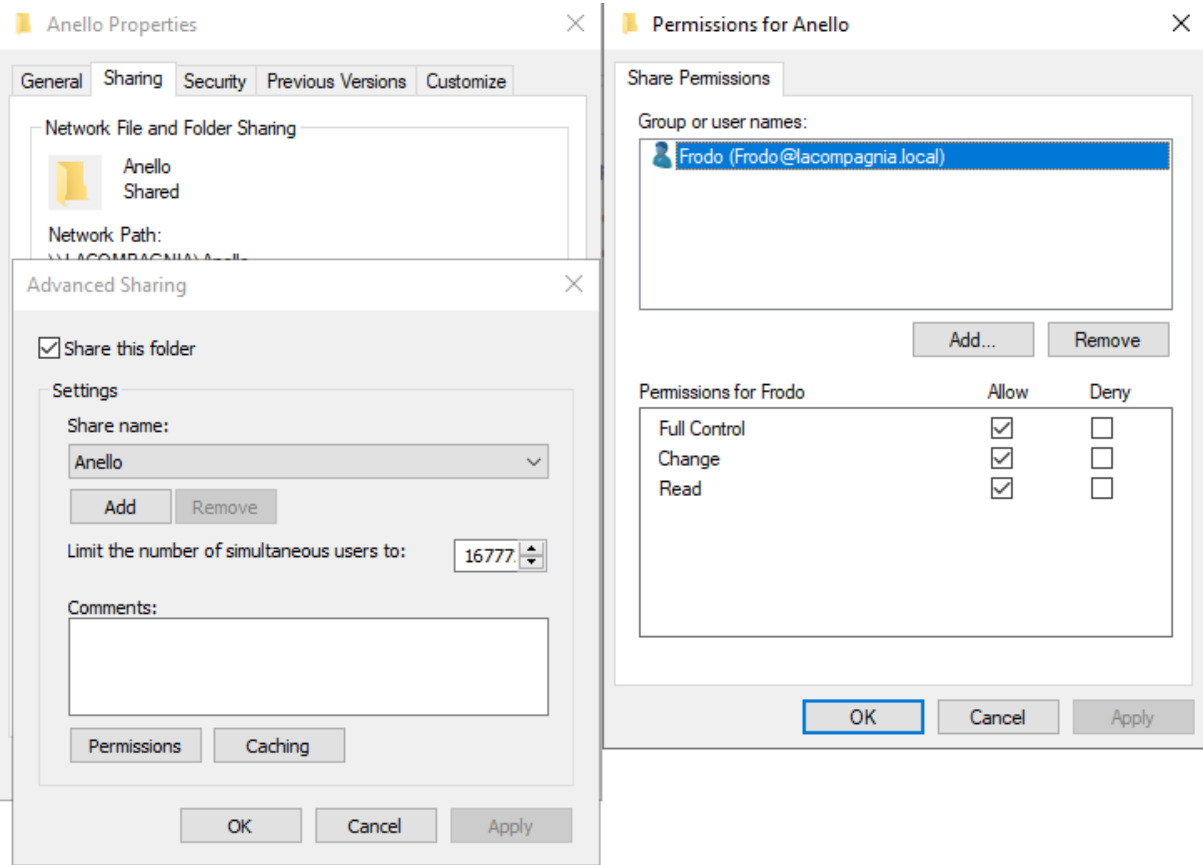 Anello Properties
General Sharing Security Previous Versions Customize
Network File and Folder Sharing
Anello
Shared
Network Path:
\\LACOMPAGNIA\Anello
Advanced Sharing
Share this folder
Settings
Share name:
Anello
Add Remove
Limit the number of simultaneous users to: 16777
Comments:
Permissions Caching
OK Cancel Apply
Permissions for Anello
Share Permissions
Group or user names:
Frodo (Frodo@lacompagnia.local)
Add... Remove
Permissions for Frodo Allow Deny
Full Control
Change
Read
OK Cancel Apply